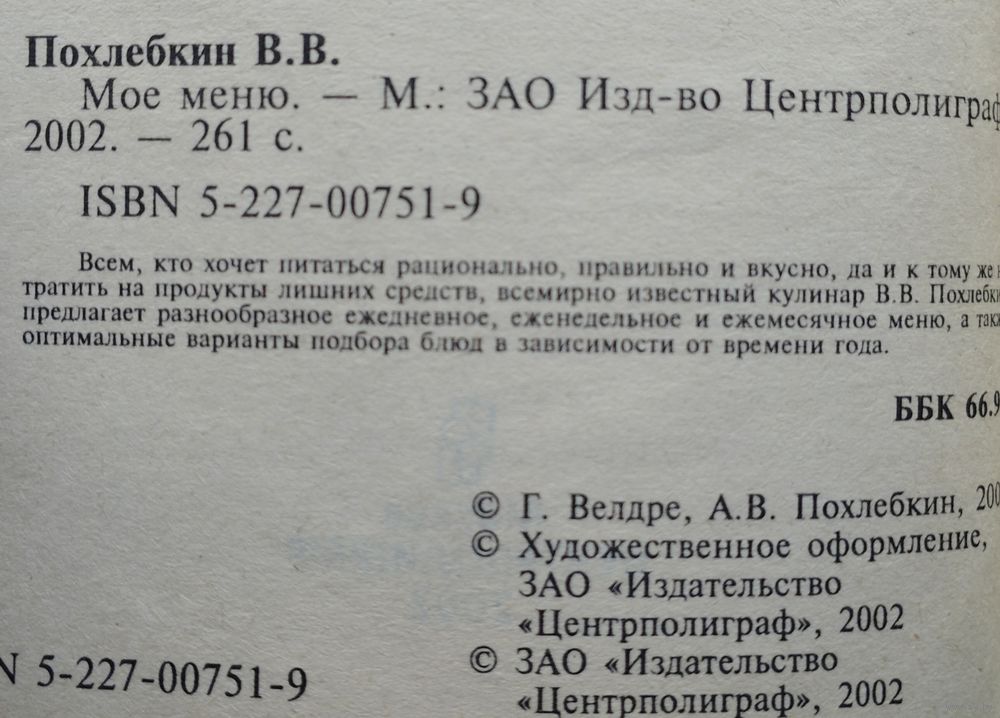 Похлебкин В.В.
Мое меню. — М.: ЗАО Изд-во Центрполиграф
2002. — 261 с.
ISBN 5-227-00751-9
Всем, кто хочет питаться рационально, правильно и вкусно, да и к тому же
тратить на продукты лишних средств, всемирно известный кулинар В.В. Похлебки
предлагает разнообразное ежедневное, еженедельное и ежемесячное меню, а такж
оптимальные варианты подбора блюд в зависимости от времени года.
ББК 66.9
© Г. Велдре, А.В. Похлебкин, 200
© Художественное оформление,
ЗАО «Издательство
«Центрполиграф», 2002
N 5-227-00751-9
© ЗАО «Издательство
«Центрполиграф», 2002